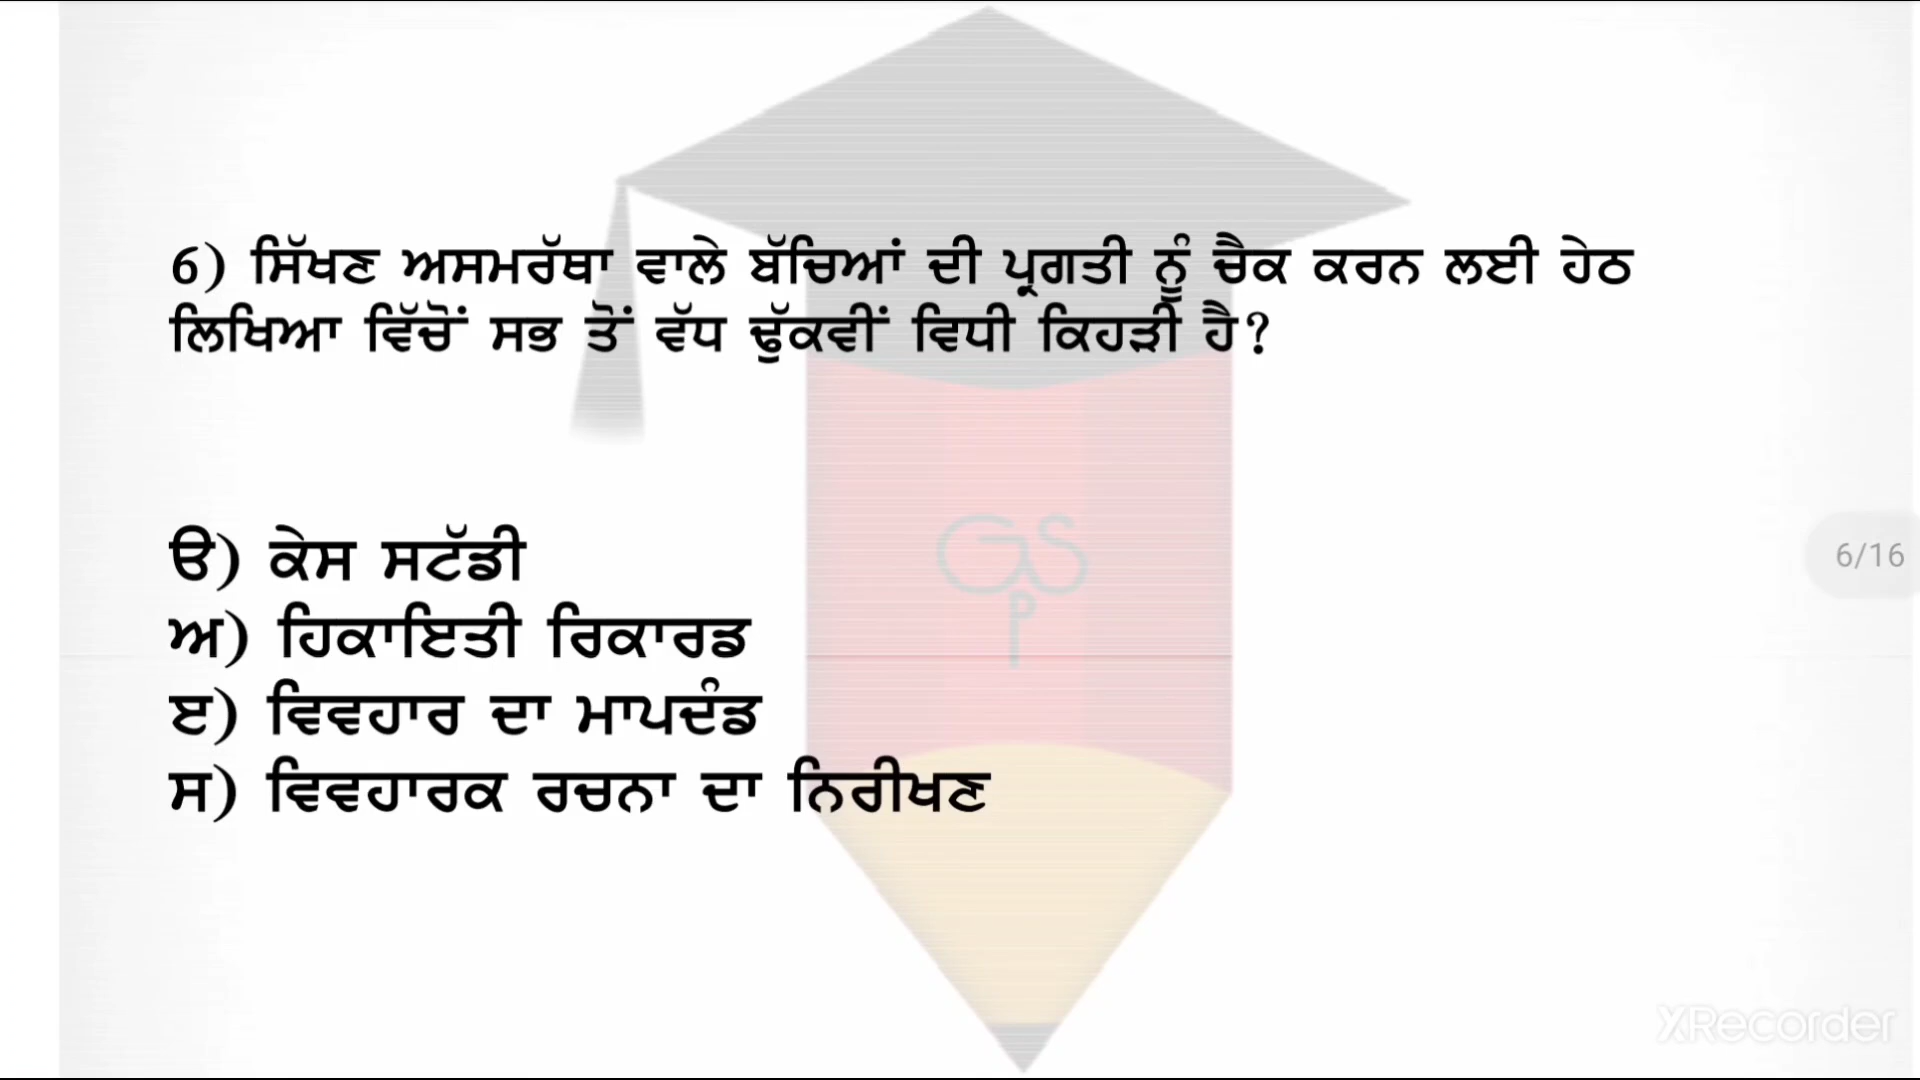 6) ਸਿੱਖਣ ਅਸਮਰੱਥਾ ਵਾਲੇ ਬੱਚਿਆਂ ਦੀ ਪ੍ਰਗਤੀ ਨੂੰ ਚੈਕ ਕਰਨ ਲਈ ਹੇਠ
ਲਿਖਿਆ ਵਿੱਚੋਂ ਸਭ ਤੋਂ ਵੱਧ ਢੁੱਕਵੀਂ ਵਿਧੀ ਕਿਹੜੀ ਹੈ?
ੳ) ਕੇਸ ਸਟੱਡੀ
ਅ) ਹਿਕਾਇਤੀ ਰਿਕਾਰਡ
ੲ) ਵਿਵਹਾਰ ਦਾ ਮਾਪਦੰਡ
ਸ) ਵਿਵਹਾਰਕ ਰਚਨਾ ਦਾ ਨਿਰੀਖਣ
GPS
6/16
XRecorder